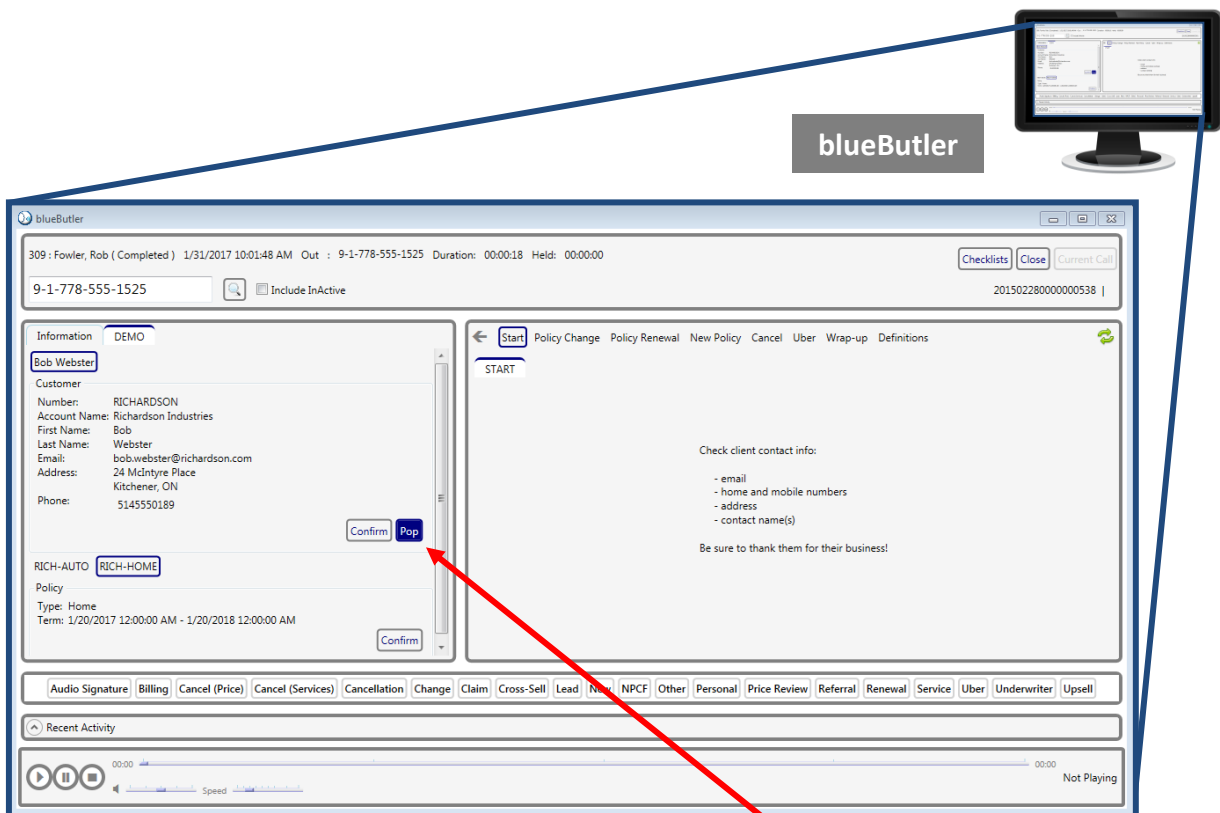 blueButler
blueButler
309 : Fowler, Rob ( Completed ) 1/31/2017 10:01:48 AM Out : 9-1-778-555-1525 Duration: 00:00:18 Held: 00:00:00
Checklists Close Current Call
9-1-778-555-1525 Include InActive
201502280000000538 |
Information DEMO
Bob Webster
Customer
Number: RICHARDSON
Account Name: Richardson Industries
First Name: Bob
Last Name: Webster
Email: bob.webster@richardson.com
Address: 24 McIntyre Place
Kitchener, ON
Phone: 5145550189
Confirm Pop
RICH-AUTO RICH-HOME
Policy
Type: Home
Term: 1/20/2017 12:00:00 AM - 1/20/2018 12:00:00 AM
Confirm
Start Policy Change Policy Renewal New Policy Cancel Uber Wrap-up Definitions
START
Check client contact info:
- email
- home and mobile numbers
- address
- contact name(s)
Be sure to thank them for their business!
Audio Signature Billing Cancel (Price) Cancel (Services) Cancellation Change Claim Cross-Sell Lead New NPCF Other Personal Price Review Referral Renewal Service Uber Underwriter Upsell
Recent Activity
00:00 00:00
Not Playing
Speed